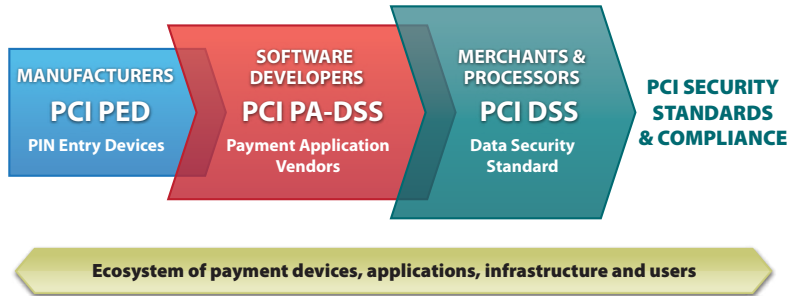 MANUFACTURERS
PCI PED
PIN Entry Devices
SOFTWARE
DEVELOPERS
PCI PA-DSS
Payment Application
Vendors
MERCHANTS &
PROCESSORS
PCI DSS
Data Security
Standard
PCI SECURITY
STANDARDS
& COMPLIANCE
Ecosystem of payment devices, applications, infrastructure and users